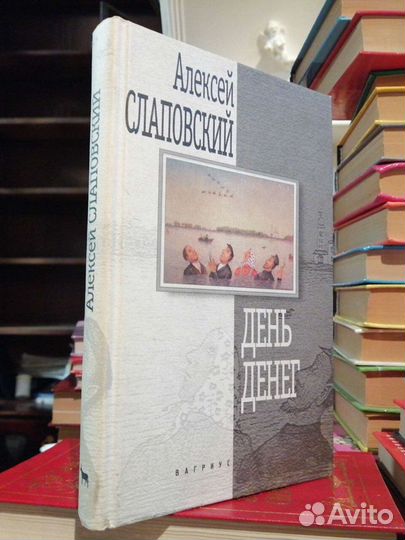 Алексей
СЛАПОВСКИЙ
ДЕНЬ
ДЕНЕГ
ВАГРИУС
Алексей СЛАПОВСКИЙ
Avito